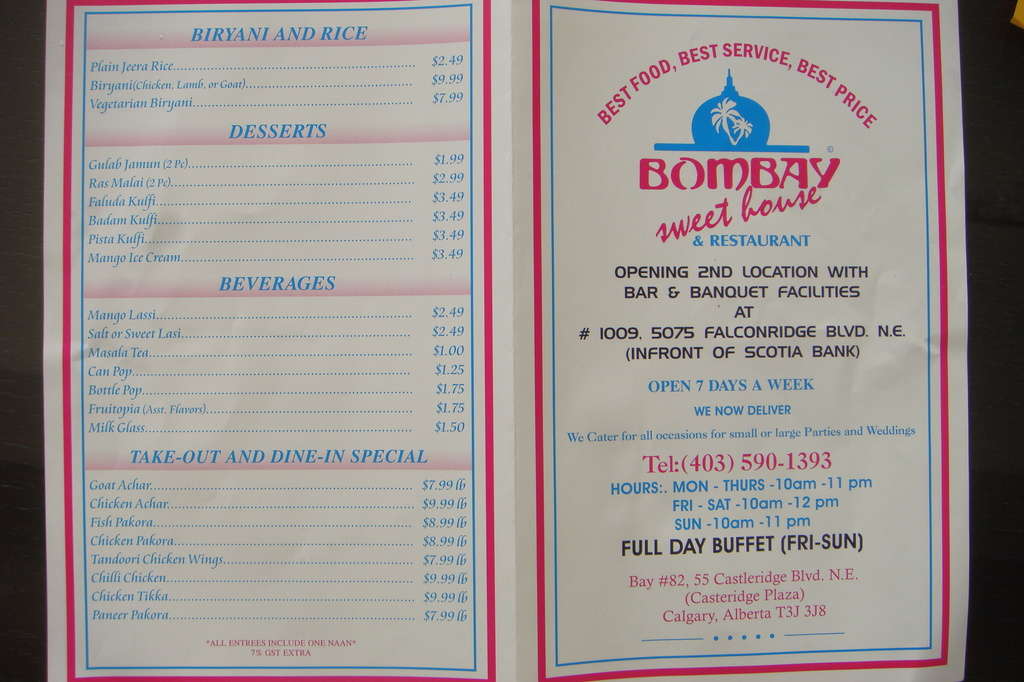 BIRYANI AND RICE
Plain Jeera Rice........................................................ $2.49
Biryani(Chicken, Lamb, or Goat)........................................ $9.99
Vegetarian Biryani..................................................... $7.99
DESSERTS
Gulab Jamun (2 Pc)..................................................... $1.99
Ras Malai (2 Pc)....................................................... $2.99
Faluda Kulfi........................................................... $3.49
Badam Kulfi............................................................ $3.49
Pista Kulfi............................................................ $3.49
Mango Ice Cream........................................................ $3.49
BEVERAGES
Mango Lassi............................................................ $2.49
Salt or Sweet Lasi..................................................... $2.49
Masala Tea............................................................. $1.00
Can Pop................................................................ $1.25
Bottle Pop............................................................. $1.75
Fruitopia (Asst. Flavors).............................................. $1.75
Milk Glass............................................................. $1.50
TAKE-OUT AND DINE-IN SPECIAL
Goat Achar............................................................. $7.99 lb
Chicken Achar.......................................................... $9.99 lb
Fish Pakora............................................................ $8.99 lb
Chicken Pakora......................................................... $8.99 lb
Tandoori Chicken Wings................................................. $7.99 lb
Chilli Chicken......................................................... $9.99 lb
Chicken Tikka.......................................................... $9.99 lb
Paneer Pakora.......................................................... $7.99 lb
*ALL ENTREES INCLUDE ONE NAAN*
7% GST EXTRA
BEST FOOD, BEST SERVICE, BEST PRICE
©
BOMBAY
sweet house
& RESTAURANT
OPENING 2ND LOCATION WITH
BAR & BANQUET FACILITIES
AT
# 1009, 5075 FALCONRIDGE BLVD. N.E.
(INFRONT OF SCOTIA BANK)
OPEN 7 DAYS A WEEK
WE NOW DELIVER
We Cater for all occasions for small or large Parties and Weddings
Tel:(403) 590-1393
HOURS:. MON - THURS -10am -11 pm
FRI - SAT -10am -12 pm
SUN -10am -11 pm
FULL DAY BUFFET (FRI-SUN)
Bay #82, 55 Castleridge Blvd. N.E.
(Casteridge Plaza)
Calgary, Alberta T3J 3J8